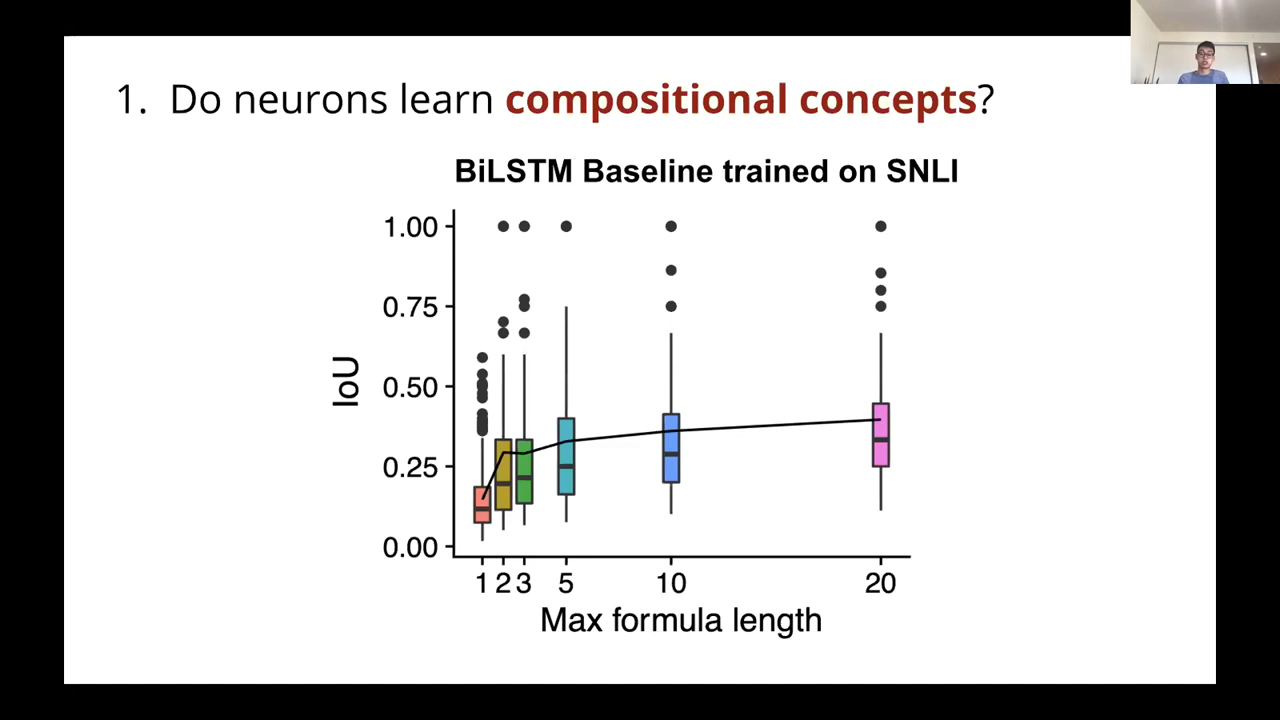 1. Do neurons learn compositional concepts?
BiLSTM Baseline trained on SNLI
1.00
0.75
0.50
0.25
0.00
IoU
1 2 3 5 10 20
Max formula length